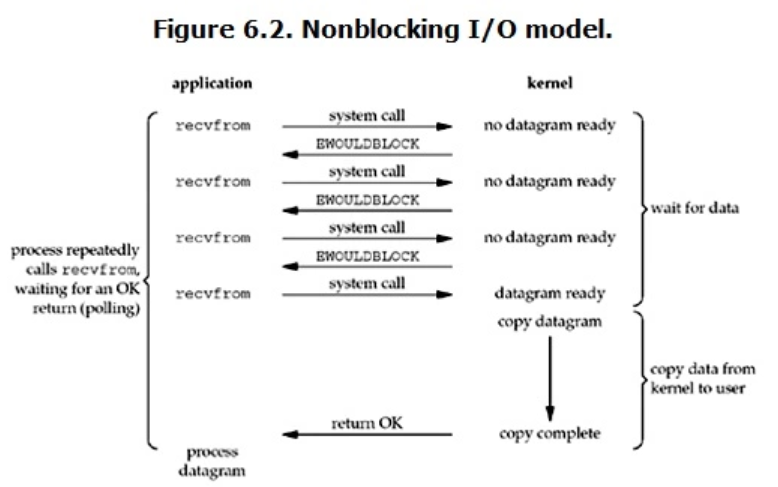 Figure 6.2. Nonblocking I/O model.
application
kernel
recvfrom
system call
no datagram ready
EWOULDBLOCK
recvfrom
system call
no datagram ready
EWOULDBLOCK
recvfrom
system call
no datagram ready
EWOULDBLOCK
recvfrom
system call
datagram ready
wait for data
process repeatedly
calls recvfrom,
waiting for an OK
return (polling)
copy datagram
copy data from
kernel to user
return OK
copy complete
process
datagram